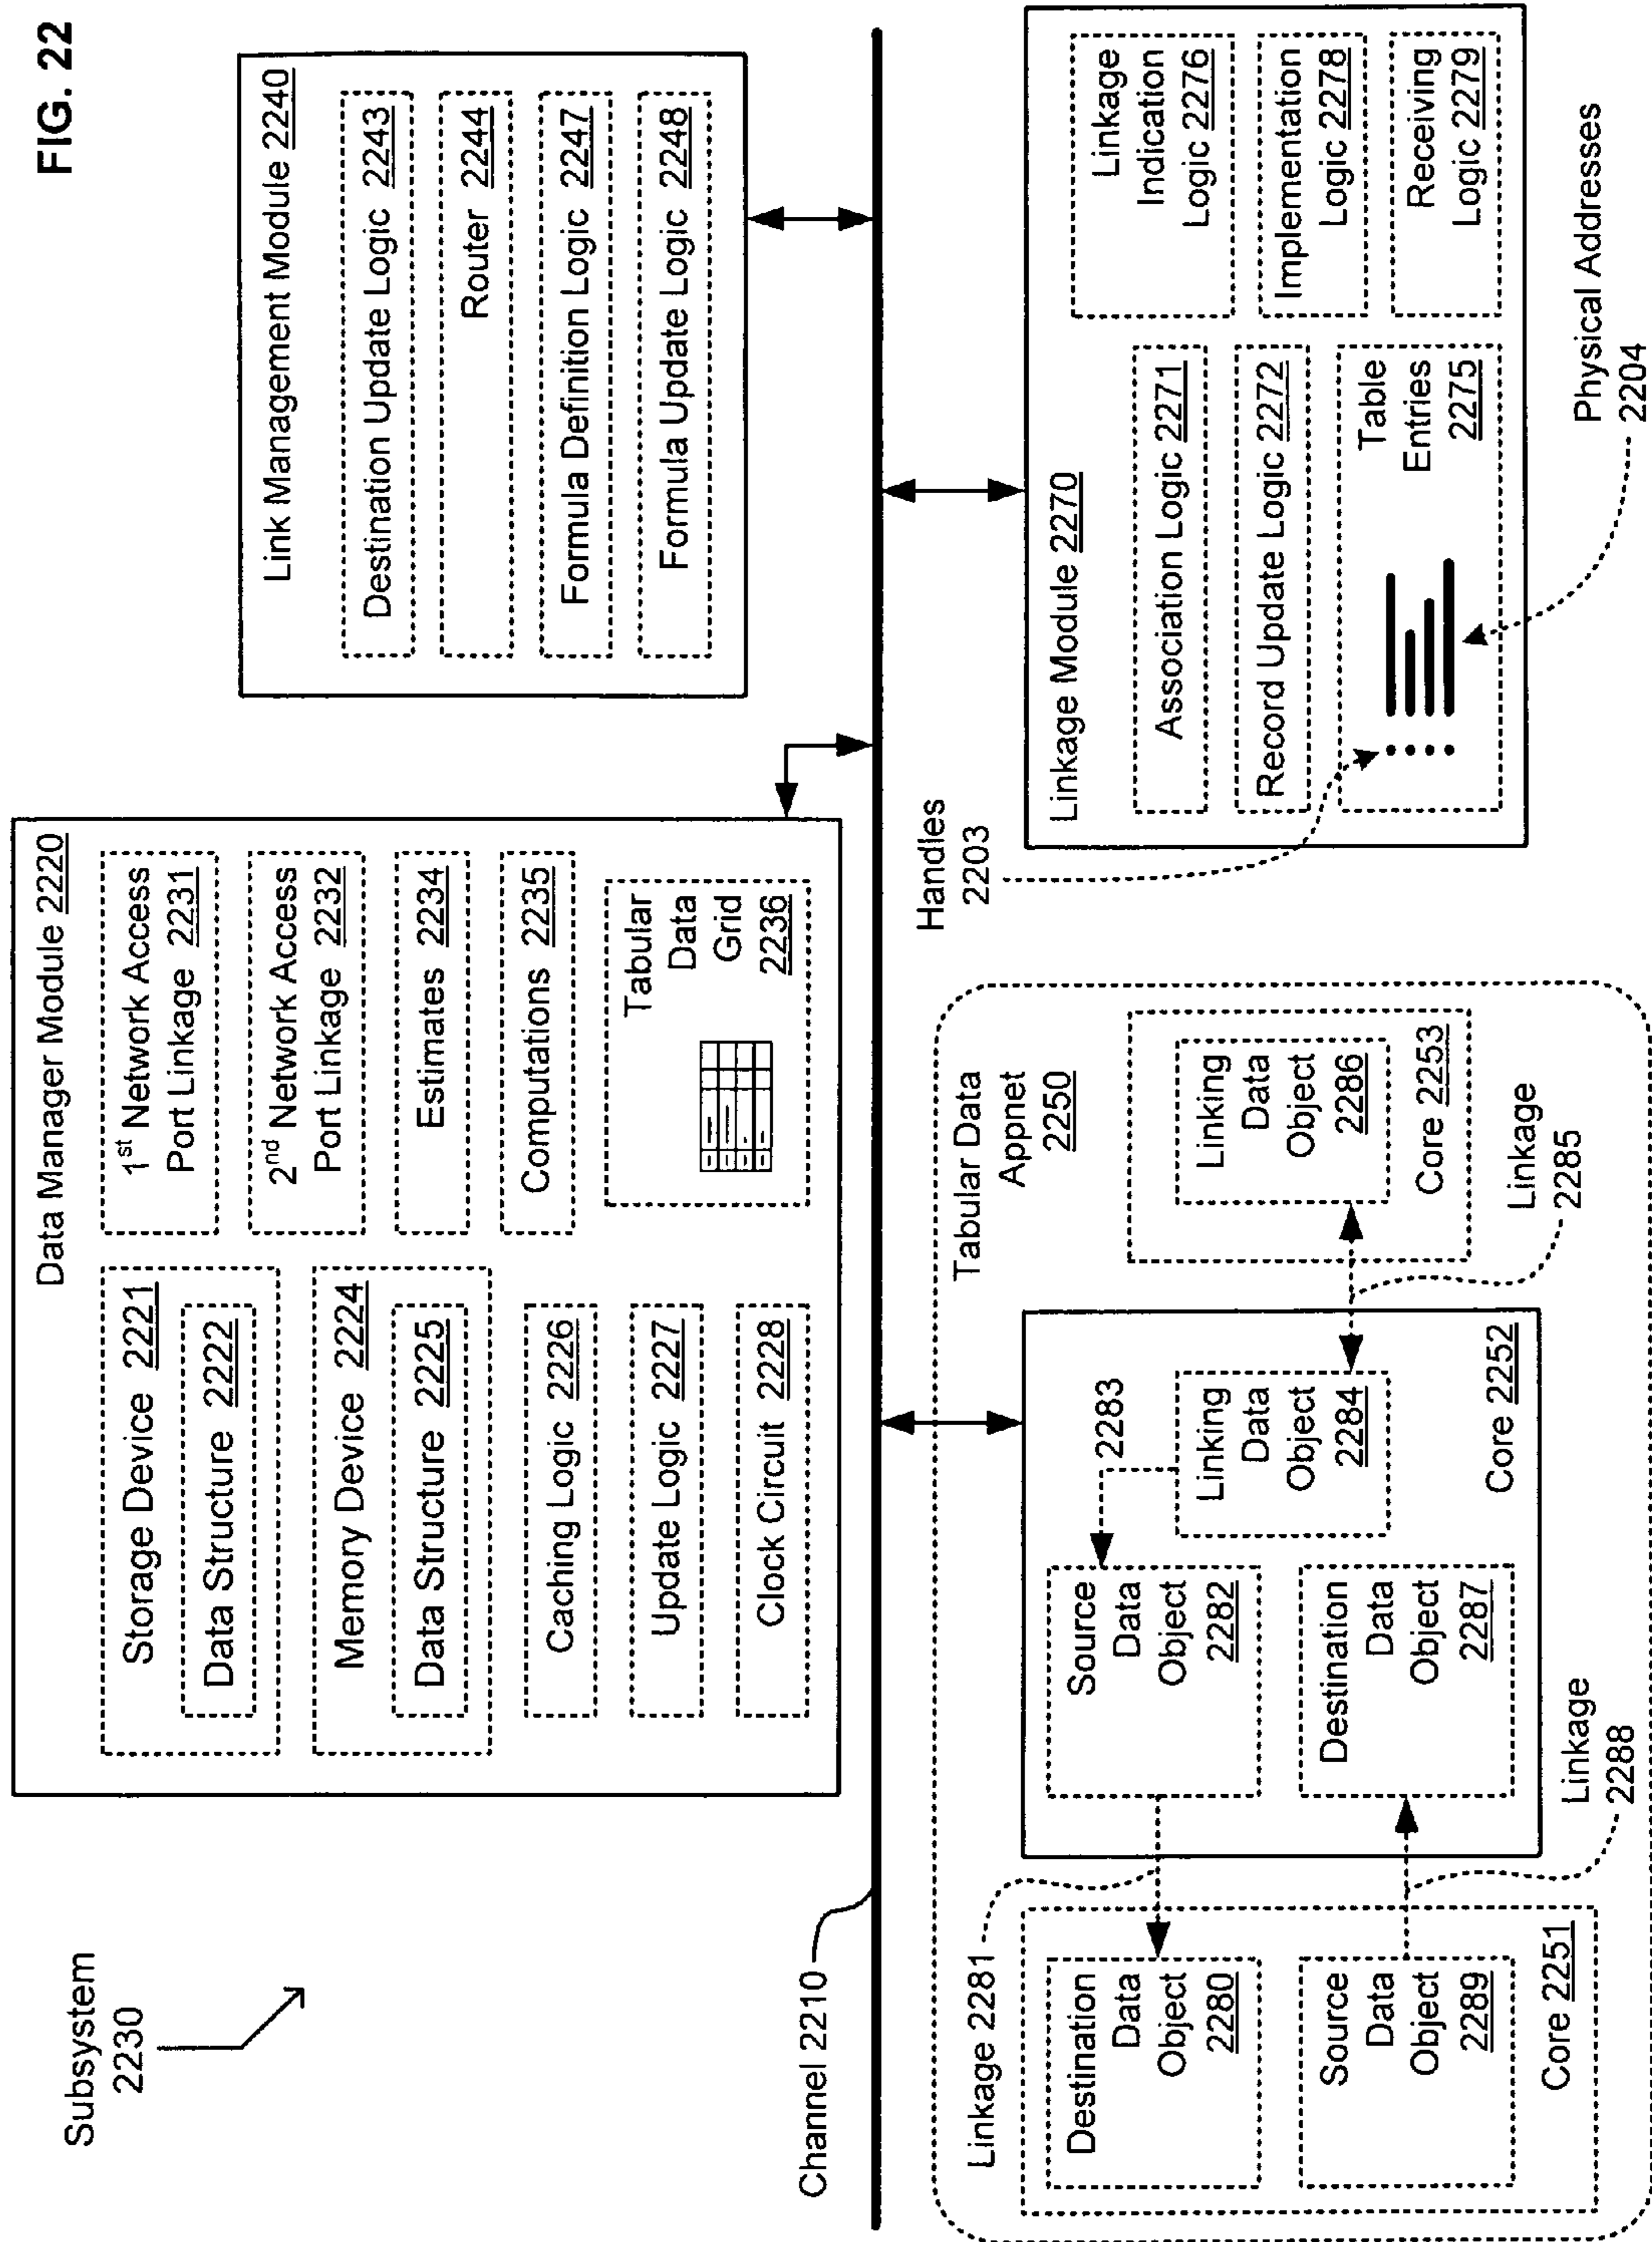 FIG. 22
Subsystem
2230
Data Manager Module 2220
Storage Device 2221
Data Structure 2222
Memory Device 2224
Data Structure 2225
Caching Logic 2226
Update Logic 2227
Clock Circuit 2228
1st Network Access
Port Linkage 2231
2nd Network Access
Port Linkage 2232
Estimates 2234
Computations 2235
Tabular
Data
Grid
2236
Link Management Module 2240
Destination Update Logic 2243
Router 2244
Formula Definition Logic 2247
Formula Update Logic 2248
Channel 2210
Tabular Data
Appnet
2250
Linkage 2281
Destination
Data
Object
2280
Source
Data
Object
2289
Core 2251
Source
Data
Object
2282
2283
Linking
Data
Object
2284
Destination
Data
Object
2287
Core 2252
Linkage
2288
Linking
Data
Object
2286
Core 2253
Linkage
2285
Handles
2203
Linkage Module 2270
Association Logic 2271
Record Update Logic 2272
Table
Entries
2275
Linkage
Indication
Logic 2276
Implementation
Logic 2278
Receiving
Logic 2279
Physical Addresses
2204